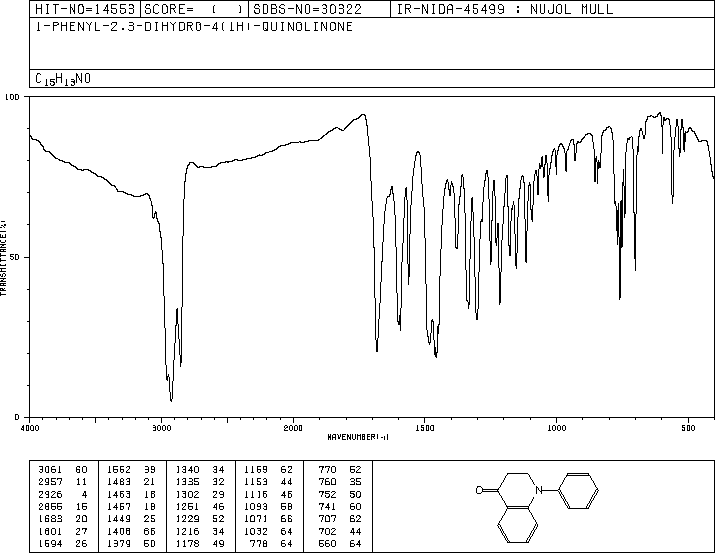 HIT-NO=14553 SCORE= ( ) SDBS-NO=30322 IR-NIDA-45499 : NUJOL MULL
1-PHENYL-2,3-DIHYDRO-4(1H)-QUINOLINONE
C15H13NO
100
50
0
TRANSMITTANCE(%)
4000 3000 2000 1500 1000 500
WAVENUMBER(-1)
3061 60 1562 39 1340 34 1169 62 770 52
2957 11 1483 21 1335 32 1153 44 760 35
2926 4 1463 16 1302 29 1116 46 752 50
2855 15 1457 18 1251 46 1093 58 741 60
1683 20 1449 25 1229 52 1071 66 707 62
1601 27 1408 66 1216 34 1032 64 702 44
1594 26 1379 50 1178 49 778 64 560 64
O N